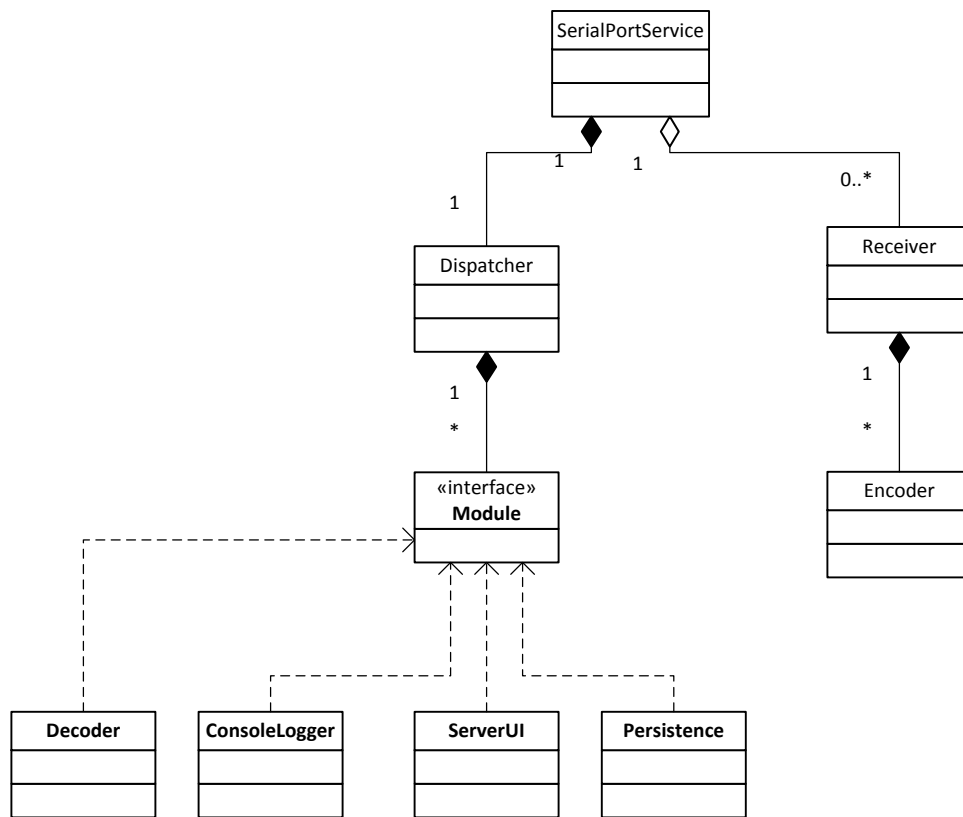 SerialPortService
1
1
0..*
1
Dispatcher
Receiver
1
*
1
*
«interface»
Module
Encoder
Decoder
ConsoleLogger
ServerUI
Persistence